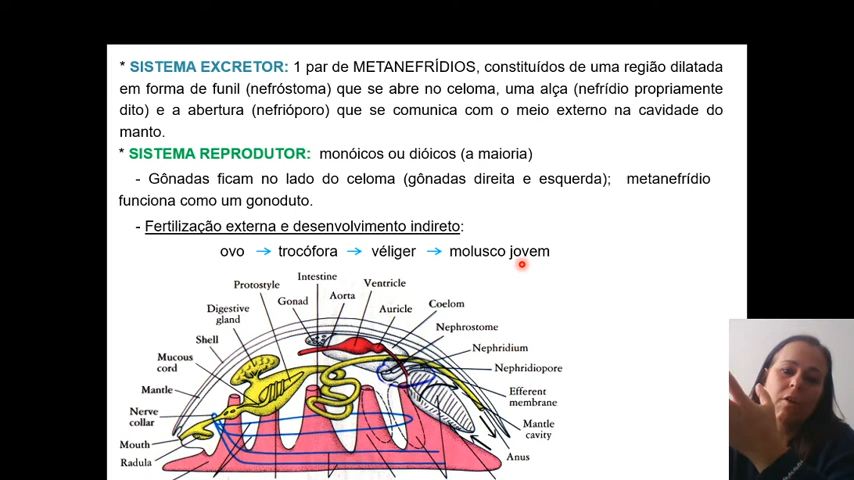 * SISTEMA EXCRETOR: 1 par de METANEFRÍDIOS, constituídos de uma região dilatada
em forma de funil (nefróstoma) que se abre no celoma, uma alça (nefrídio propriamente
dito) e a abertura (nefrióporo) que se comunica com o meio externo na cavidade do
manto.
* SISTEMA REPRODUTOR: monóicos ou dióicos (a maioria)
- Gônadas ficam no lado do celoma (gônadas direita e esquerda); metanefrídio
funciona como um gonoduto.
- Fertilização externa e desenvolvimento indireto:
ovo → trocófora → véliger → molusco jovem
Intestine
Protostyle
Ventricle
Gonad
Aorta
Digestive
gland
Auricle
Coelom
Nephrostome
Shell
Nephridium
Mucous
cord
Nephridiopore
Mantle
Efferent
membrane
Nerve
collar
Mantle
cavity
Mouth
Anus
Radula